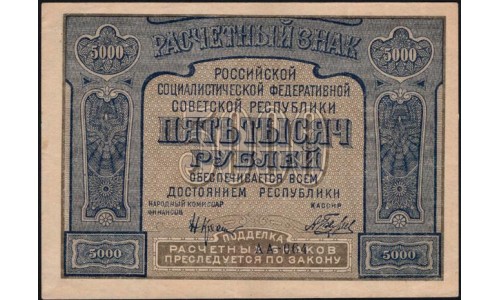 5000 РАСЧЕТНЫЙ ЗНАК 5000
РОССИЙСКОЙ
СОЦИАЛИСТИЧЕСКОЙ ФЕДЕРАТИВНОЙ
СОВЕТСКОЙ РЕСПУБЛИКИ
ПЯТЬ ТЫСЯЧ
РУБЛЕЙ
ОБЕСПЕЧИВАЕТСЯ ВСЕМ
ДОСТОЯНИЕМ РЕСПУБЛИКИ
НАРОДНЫЙ КОМИССАР
ФИНАНСОВ
КАССИР
ПОДДЕЛКА
РАСЧЕТНЫХ ЗНАКОВ
ПРЕСЛЕДУЕТСЯ ПО ЗАКОНУ
5000 5000